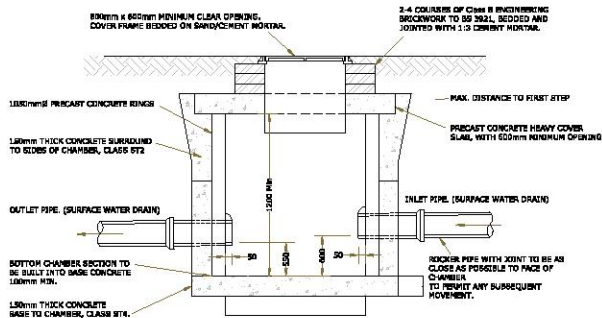 600mm x 600mm MINIMUM CLEAR OPENING.
COVER FRAME BEDDED ON SAND/CEMENT MORTAR.
2-4 COURSES OF Class B ENGINEERING
BRICKWORK TO BS 3921, BEDDED AND
JOINTED WITH 1:3 CEMENT MORTAR.
1050mmØ PRECAST CONCRETE RINGS
MAX. DISTANCE TO FIRST STEP
150mm THICK CONCRETE SURROUND
TO SIDES OF CHAMBER, CLASS ST2
PRECAST CONCRETE HEAVY COVER
SLAB, WITH 600mm MINIMUM OPENING
1200 Min
OUTLET PIPE. (SURFACE WATER DRAIN)
INLET PIPE. (SURFACE WATER DRAIN)
50
550
600
50
BOTTOM CHAMBER SECTION TO
BE BUILT INTO BASE CONCRETE
100mm MIN.
ROCKER PIPE WITH JOINT TO BE AS
CLOSE AS POSSIBLE TO FACE OF
CHAMBER
TO PERMIT ANY SUBSEQUENT
MOVEMENT.
150mm THICK CONCRETE
BASE TO CHAMBER, CLASS ST4.